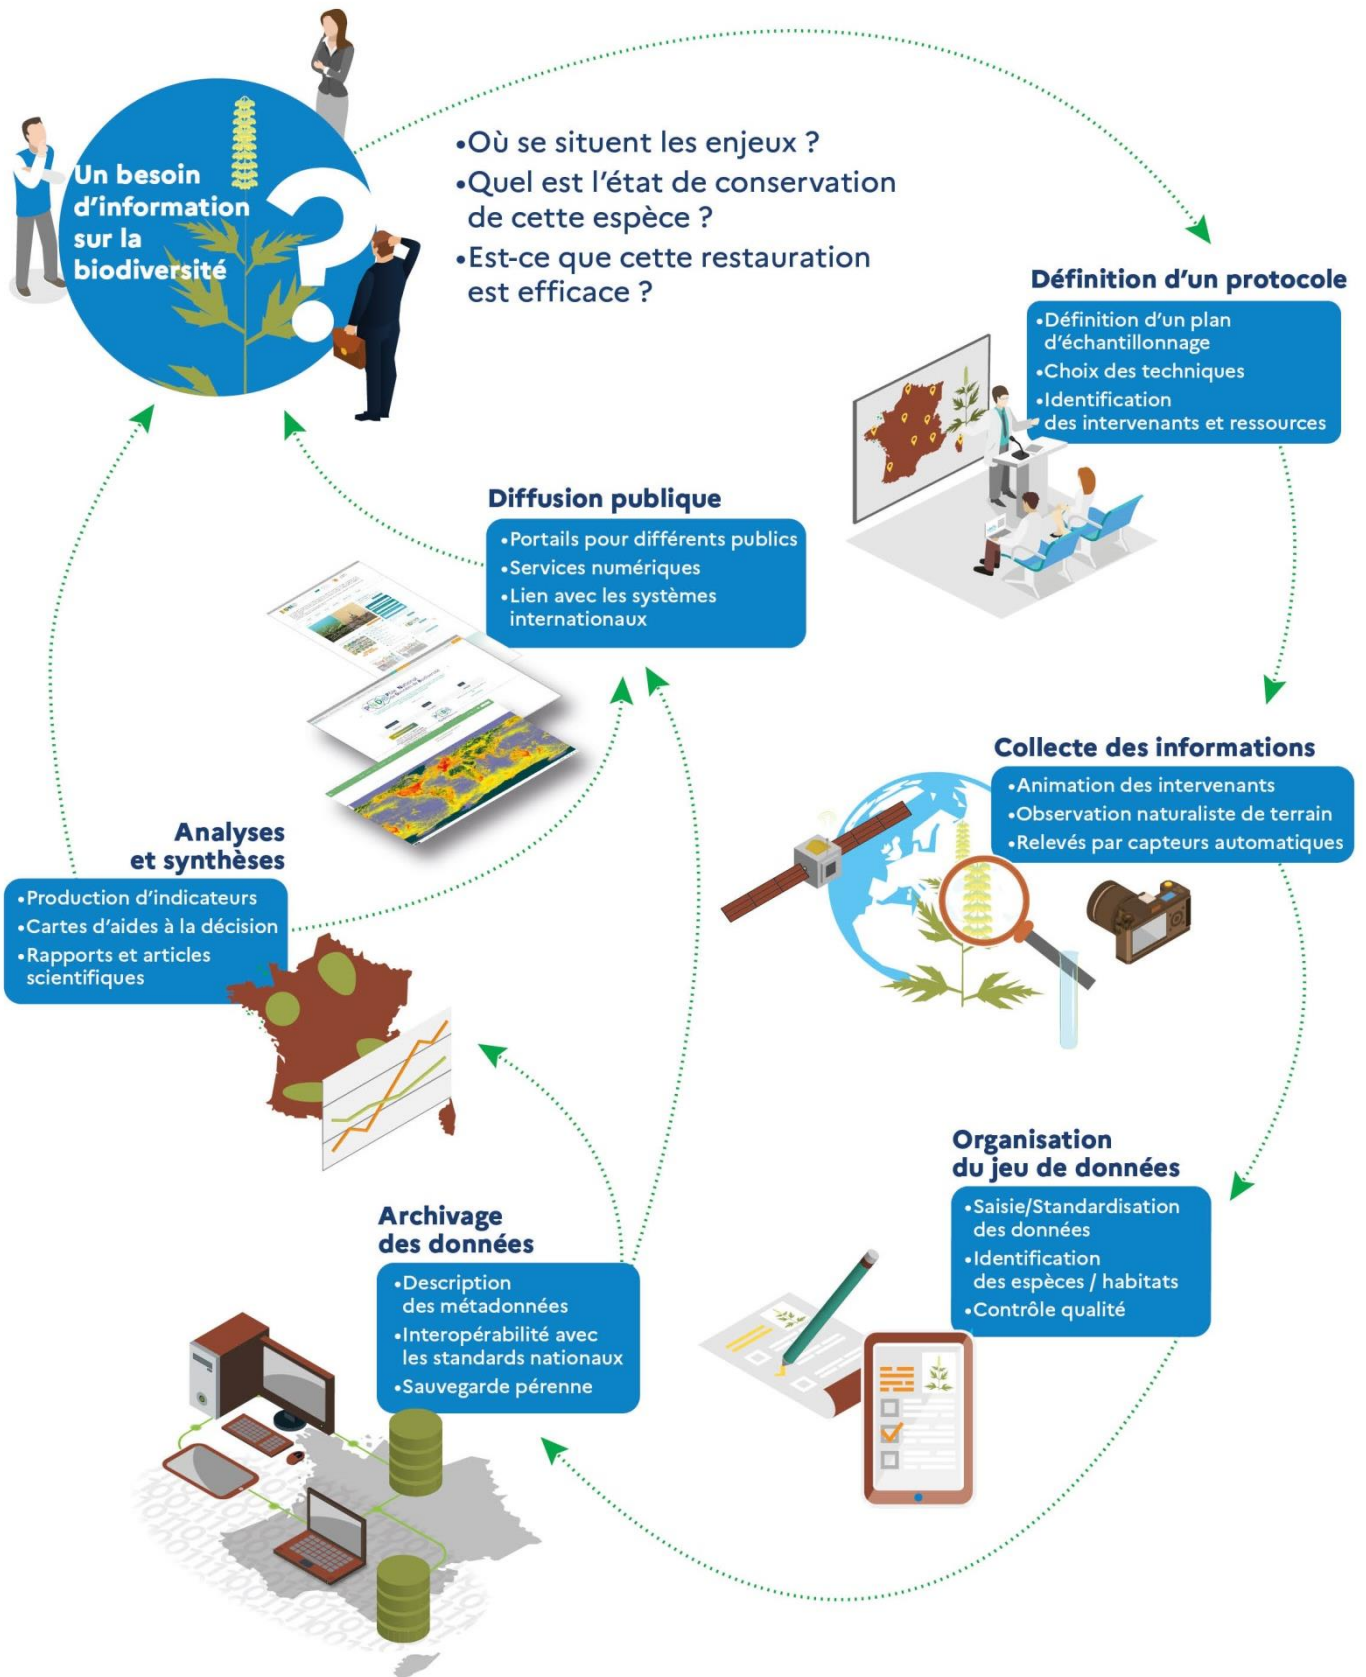 Un besoin
d'information
sur la
biodiversité
?
•Où se situent les enjeux ?
•Quel est l'état de conservation
de cette espèce ?
•Est-ce que cette restauration
est efficace ?
Définition d'un protocole
•Définition d'un plan
d'échantillonnage
•Choix des techniques
•Identification
des intervenants et ressources
Diffusion publique
•Portails pour différents publics
•Services numériques
•Lien avec les systèmes
internationaux
Collecte des informations
•Animation des intervenants
•Observation naturaliste de terrain
•Relevés par capteurs automatiques
Analyses
et synthèses
•Production d'indicateurs
•Cartes d'aides à la décision
•Rapports et articles
scientifiques
Organisation
du jeu de données
•Saisie/Standardisation
des données
•Identification
des espèces / habitats
•Contrôle qualité
Archivage
des données
•Description
des métadonnées
•Interopérabilité avec
les standards nationaux
•Sauvegarde pérenne